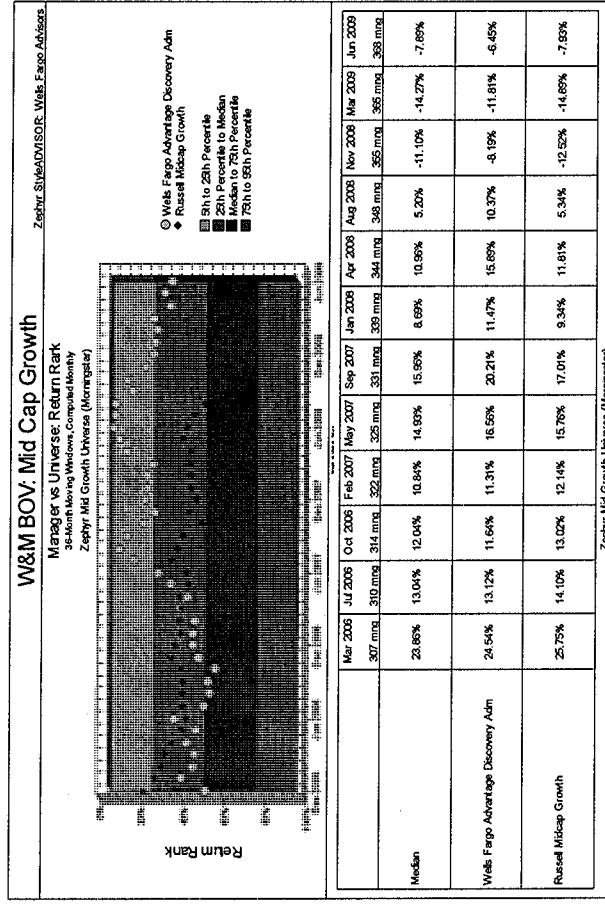 W&M BOV: Mid Cap Growth
Zephyr StyleADVISOR: Wells Fargo Advisors
Manager vs Universe: Return Rank
36-Month Moving Windows, Computed Monthly
Zephyr Mid Growth Universe (Morningstar)
Return Rank
Wells Fargo Advantage Discovery Adm
Russell Midcap Growth
5th to 25th Percentile
25th Percentile to Median
Median to 75th Percentile
75th to 95th Percentile
Mar 2006 Jul 2006 Oct 2006 Feb 2007 May 2007 Sep 2007 Jan 2008 Apr 2008 Aug 2008 Nov 2008 Mar 2009 Jun 2009
307 mng 310 mng 314 mng 322 mng 325 mng 331 mng 339 mng 344 mng 348 mng 355 mng 365 mng 368 mng
Median 23.86% 13.04% 12.04% 10.84% 14.93% 15.95% 8.69% 10.96% 5.20% -11.10% -14.27% -7.89%
Wells Fargo Advantage Discovery Adm 24.54% 13.12% 11.64% 11.31% 16.56% 20.21% 11.47% 15.89% 10.37% -8.19% -11.81% -6.45%
Russell Midcap Growth 25.75% 14.10% 13.02% 12.14% 15.76% 17.01% 9.34% 11.81% 5.34% -12.52% -14.89% -7.93%
Zephyr Mid Growth Universe (Morningstar)